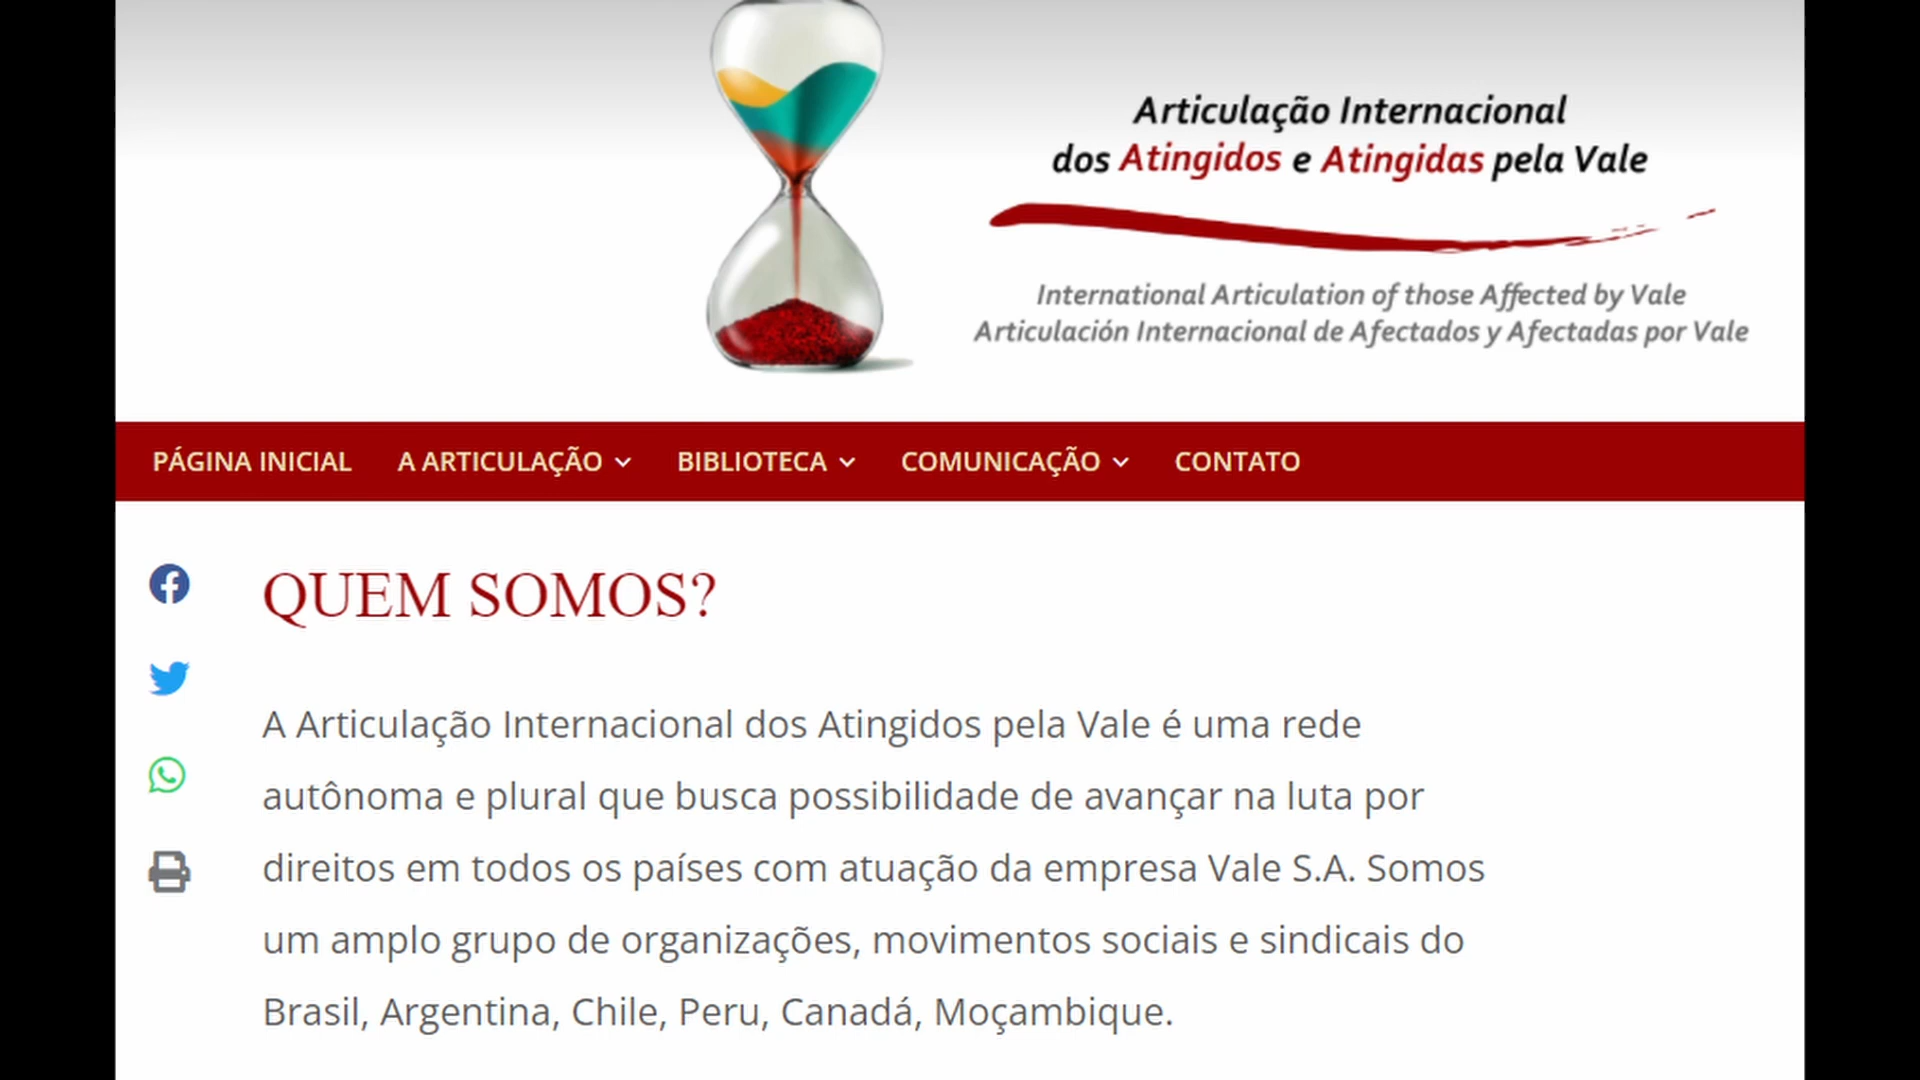 Articulação Internacional
dos Atingidos e Atingidas pela Vale
International Articulation of those Affected by Vale
Articulación Internacional de Afectados y Afectadas por Vale
PÁGINA INICIAL A ARTICULAÇÃO BIBLIOTECA COMUNICAÇÃO CONTATO
QUEM SOMOS?
A Articulação Internacional dos Atingidos pela Vale é uma rede
autônoma e plural que busca possibilidade de avançar na luta por
direitos em todos os países com atuação da empresa Vale S.A. Somos
um amplo grupo de organizações, movimentos sociais e sindicais do
Brasil, Argentina, Chile, Peru, Canadá, Moçambique.